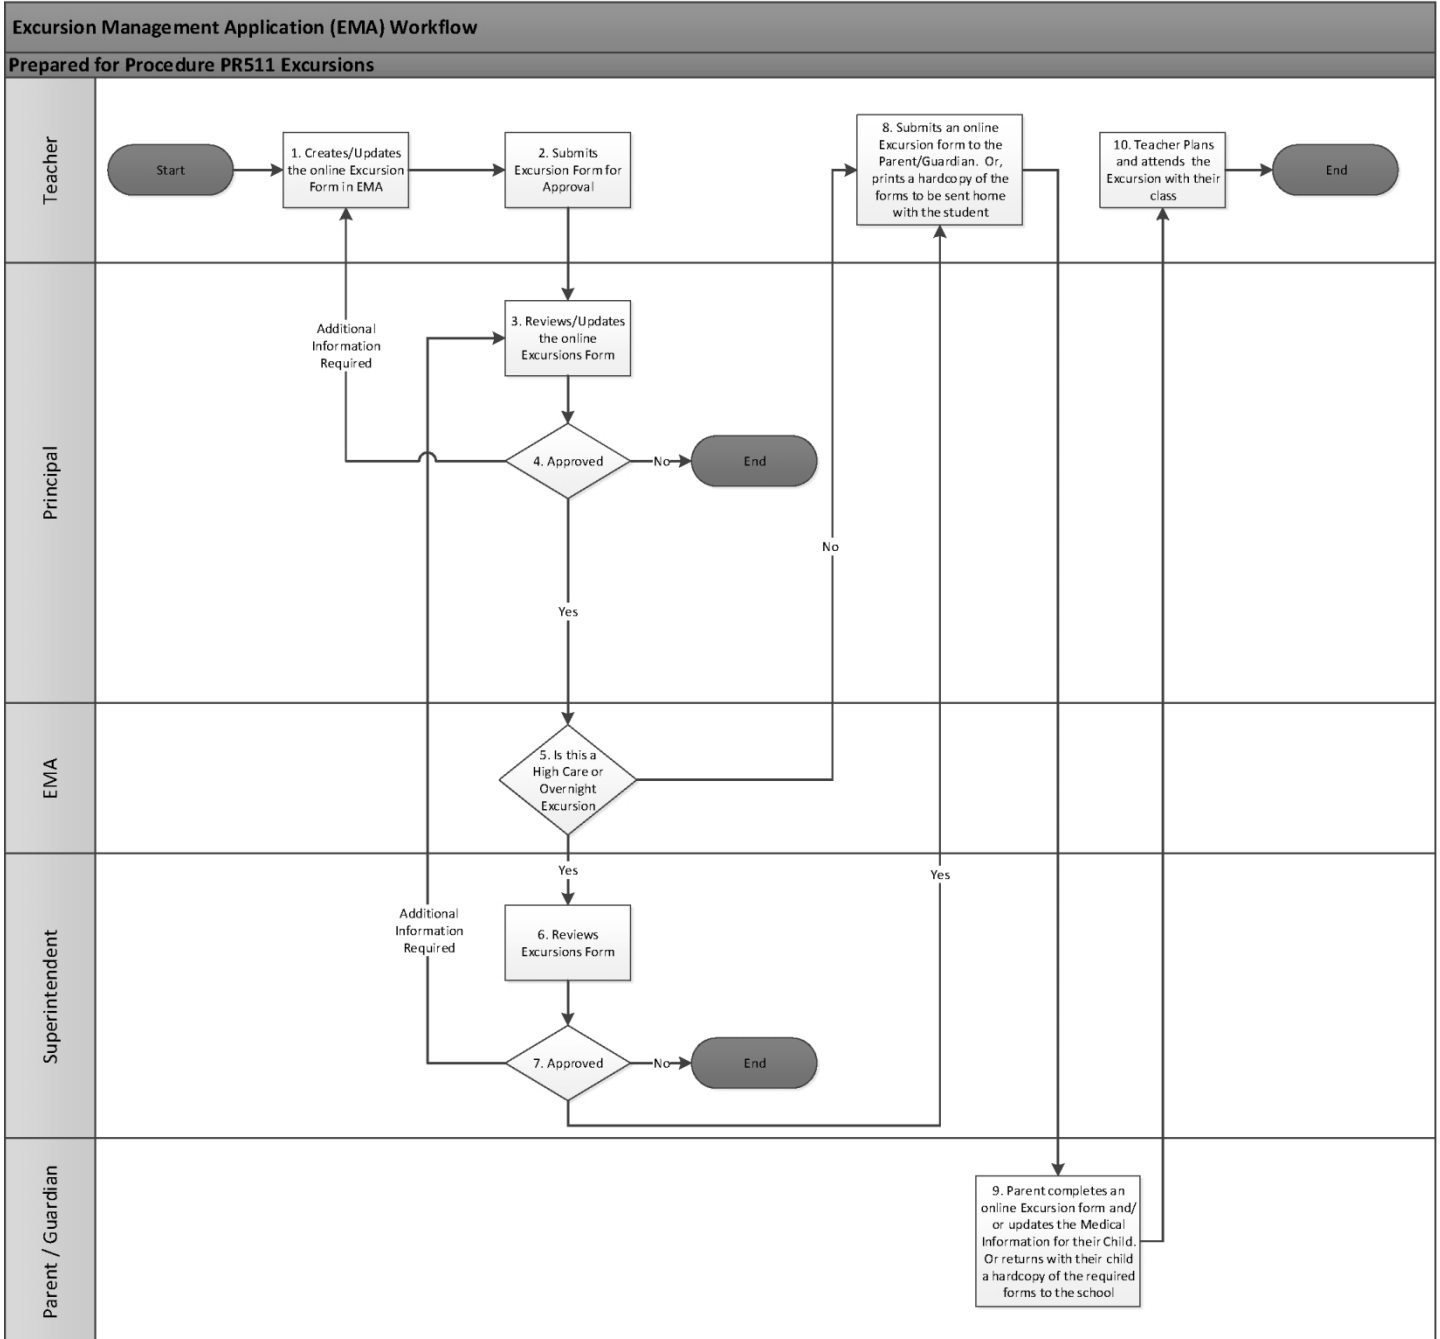 Excursion Management Application (EMA) Workflow
Prepared for Procedure PR511 Excursions
Teacher
Start
1. Creates/Updates
the online Excursion
Form in EMA
2. Submits
Excursion Form for
Approval
8. Submits an online
Excursion form to the
Parent/Guardian. Or,
prints a hardcopy of the
forms to be sent home
with the student
10. Teacher Plans
and attends the
Excursion with their
class
End
Principal
Additional
Information
Required
3. Reviews/Updates
the online
Excursions Form
4. Approved
No
End
No
Yes
EMA
5. Is this a
High Care or
Overnight
Excursion
Superintendent
Yes
Yes
Additional
Information
Required
6. Reviews
Excursions Form
7. Approved
No
End
Parent / Guardian
9. Parent completes an
online Excursion form and/
or updates the Medical
Information for their Child.
Or returns with their child
a hardcopy of the required
forms to the school